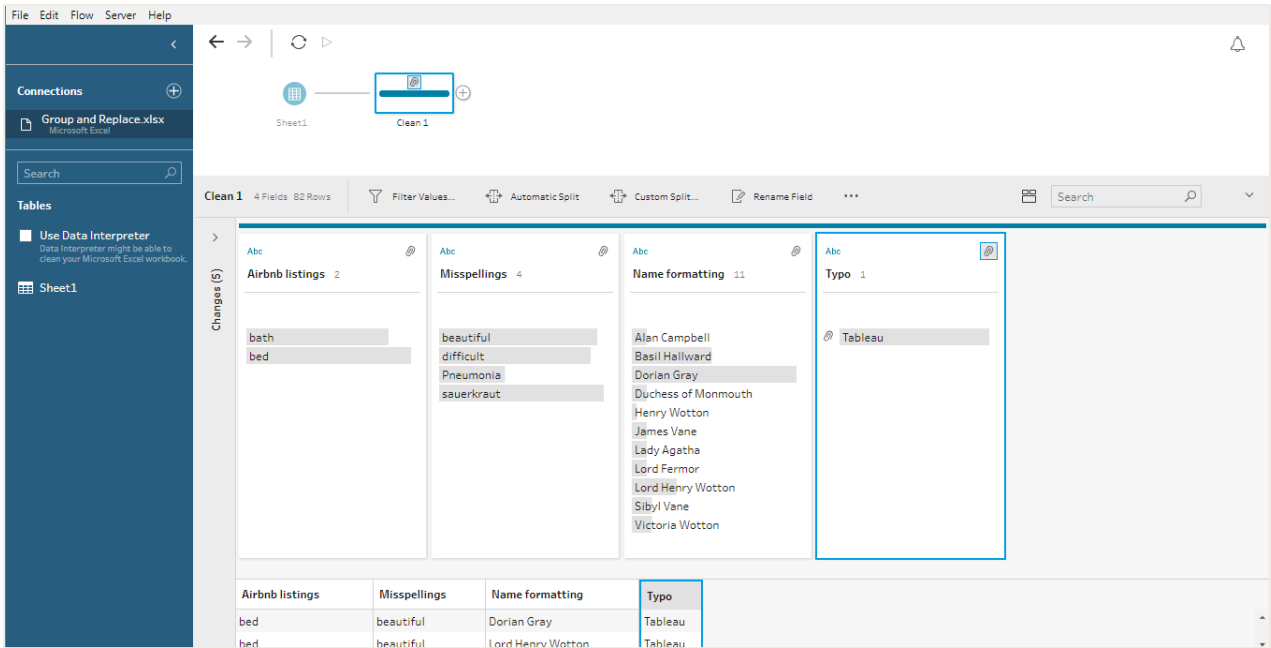 File Edit Flow Server Help
Connections
Group and Replace.xlsx
Microsoft Excel
Search
Tables
Use Data Interpreter
Data Interpreter might be able to
clean your Microsoft Excel workbook.
Sheet1
Sheet1
Clean 1
Clean 1 4 Fields 82 Rows Filter Values... Automatic Split Custom Split... Rename Field ... Search
Changes (5)
Abc
Airbnb listings 2
bath
bed
Abc
Misspellings 4
beautiful
difficult
Pneumonia
sauerkraut
Abc
Name formatting 11
Alan Campbell
Basil Hallward
Dorian Gray
Duchess of Monmouth
Henry Wotton
James Vane
Lady Agatha
Lord Fermor
Lord Henry Wotton
Sibyl Vane
Victoria Wotton
Abc
Typo 1
Tableau
Airbnb listings Misspellings Name formatting Typo
bed beautiful Dorian Gray Tableau
bed beautiful Lord Henry Wotton Tableau